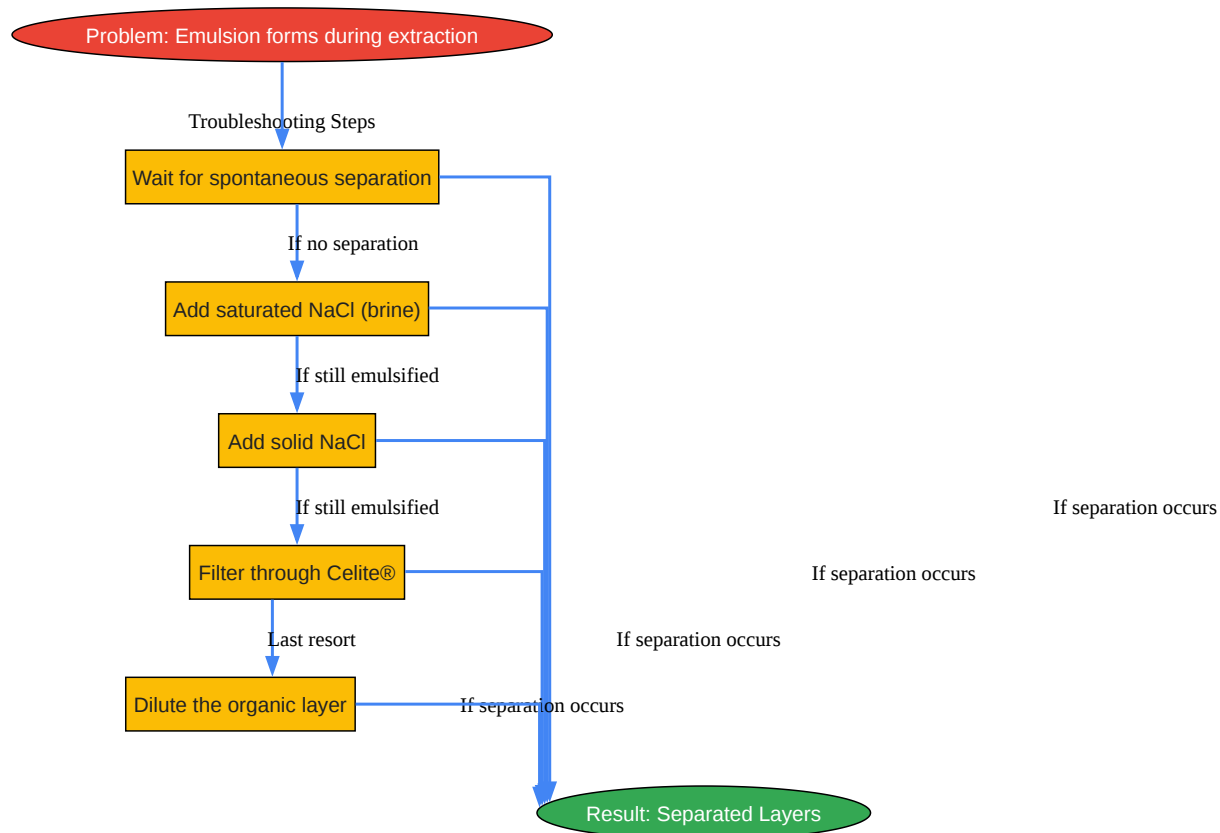 Problem: Emulsion forms during extraction
Troubleshooting Steps
Wait for spontaneous separation
If no separation
Add saturated NaCl (brine)
If still emulsified
Add solid NaCl
If still emulsified
If separation occurs
Filter through Celite®
If separation occurs
Last resort
If separation occurs
Dilute the organic layer
If separation occurs
Result: Separated Layers